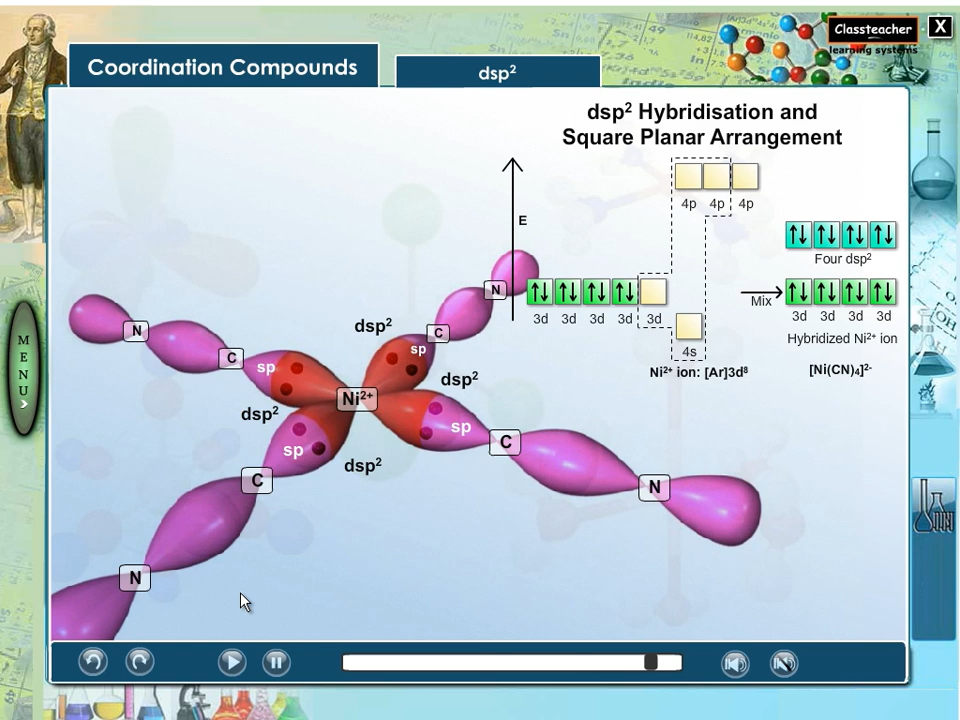 Classteacher
learning systems
X
Coordination Compounds
dsp²
dsp² Hybridisation and
Square Planar Arrangement
E
4p 4p 4p
Four dsp²
3d 3d 3d 3d 3d
4s
Mix
3d 3d 3d 3d
Hybridized Ni²⁺ ion
Ni²⁺ ion: [Ar]3d⁸
[Ni(CN)₄]²⁻
MENU
N
C
sp
dsp²
N
C
sp
dsp²
Ni²⁺
dsp²
sp
C
N
dsp²
sp
C
N